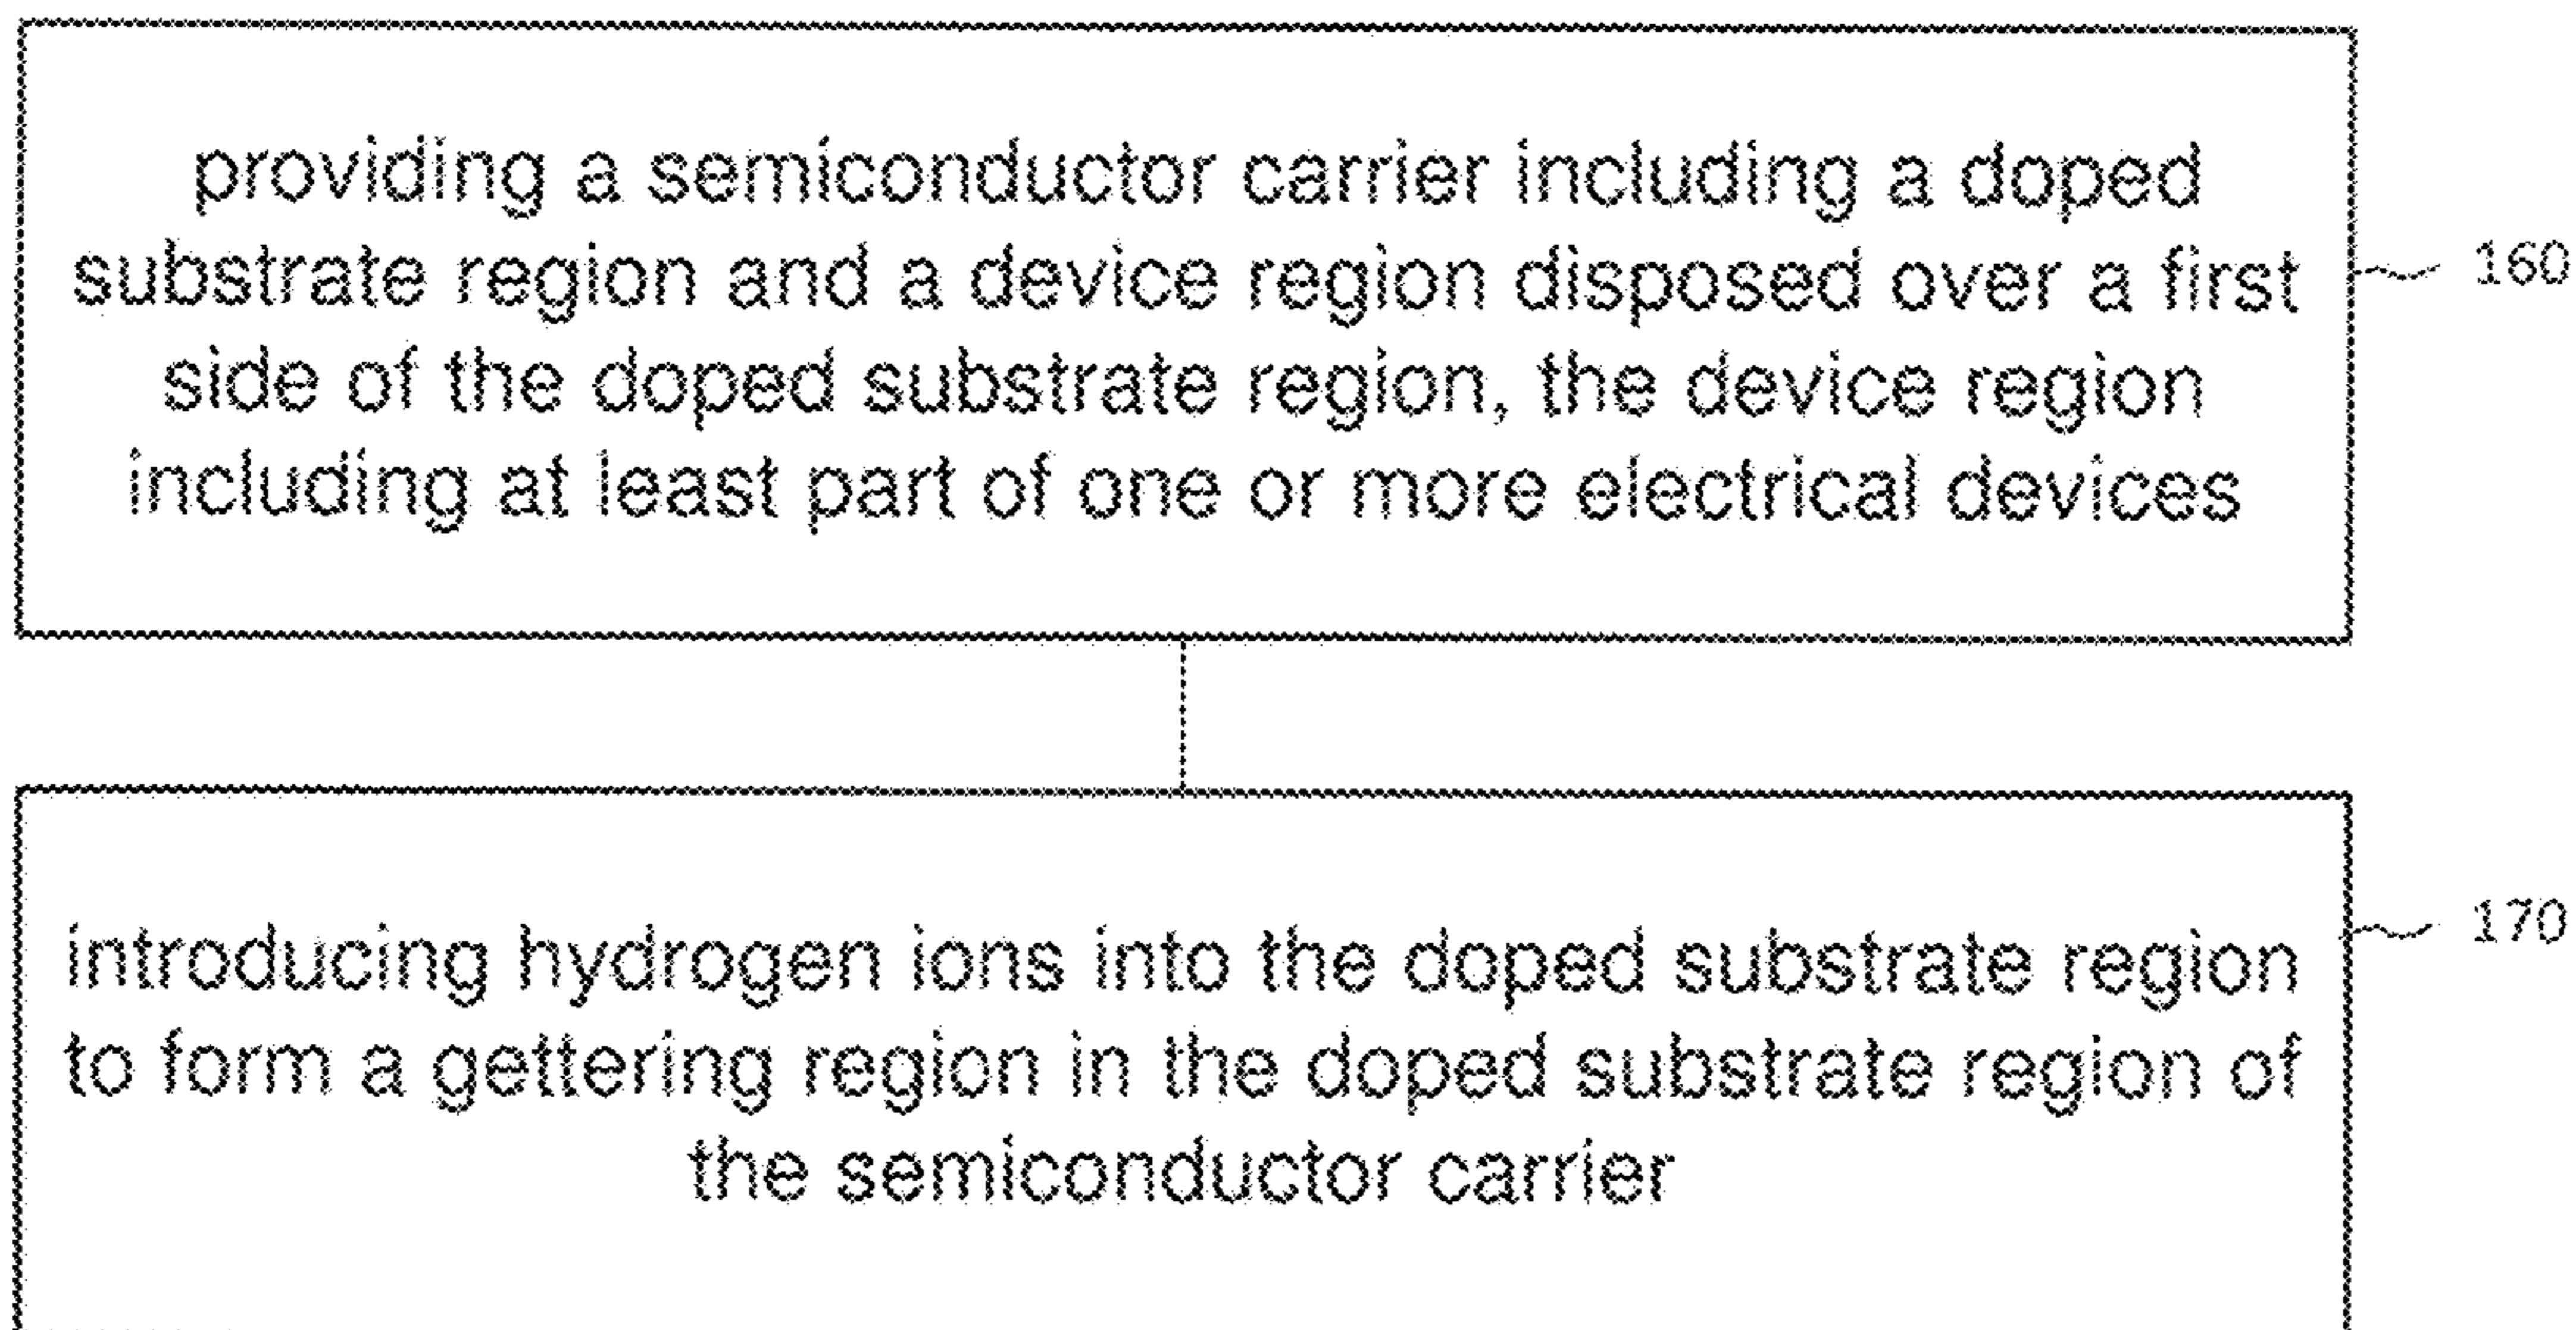 providing a semiconductor carrier including a doped
substrate region and a device region disposed over a first
side of the doped substrate region, the device region
including at least part of one or more electrical devices
160
introducing hydrogen ions into the doped substrate region
to form a gettering region in the doped substrate region of
the semiconductor carrier
170